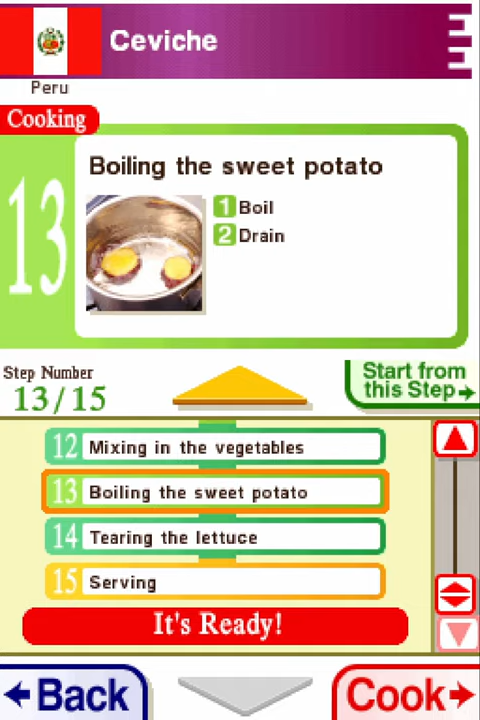 Ceviche
Peru
Cooking
13
Boiling the sweet potato
1 Boil
2 Drain
Step Number
13/15
Start from
this Step
12 Mixing in the vegetables
13 Boiling the sweet potato
14 Tearing the lettuce
15 Serving
It's Ready!
Back
Cook